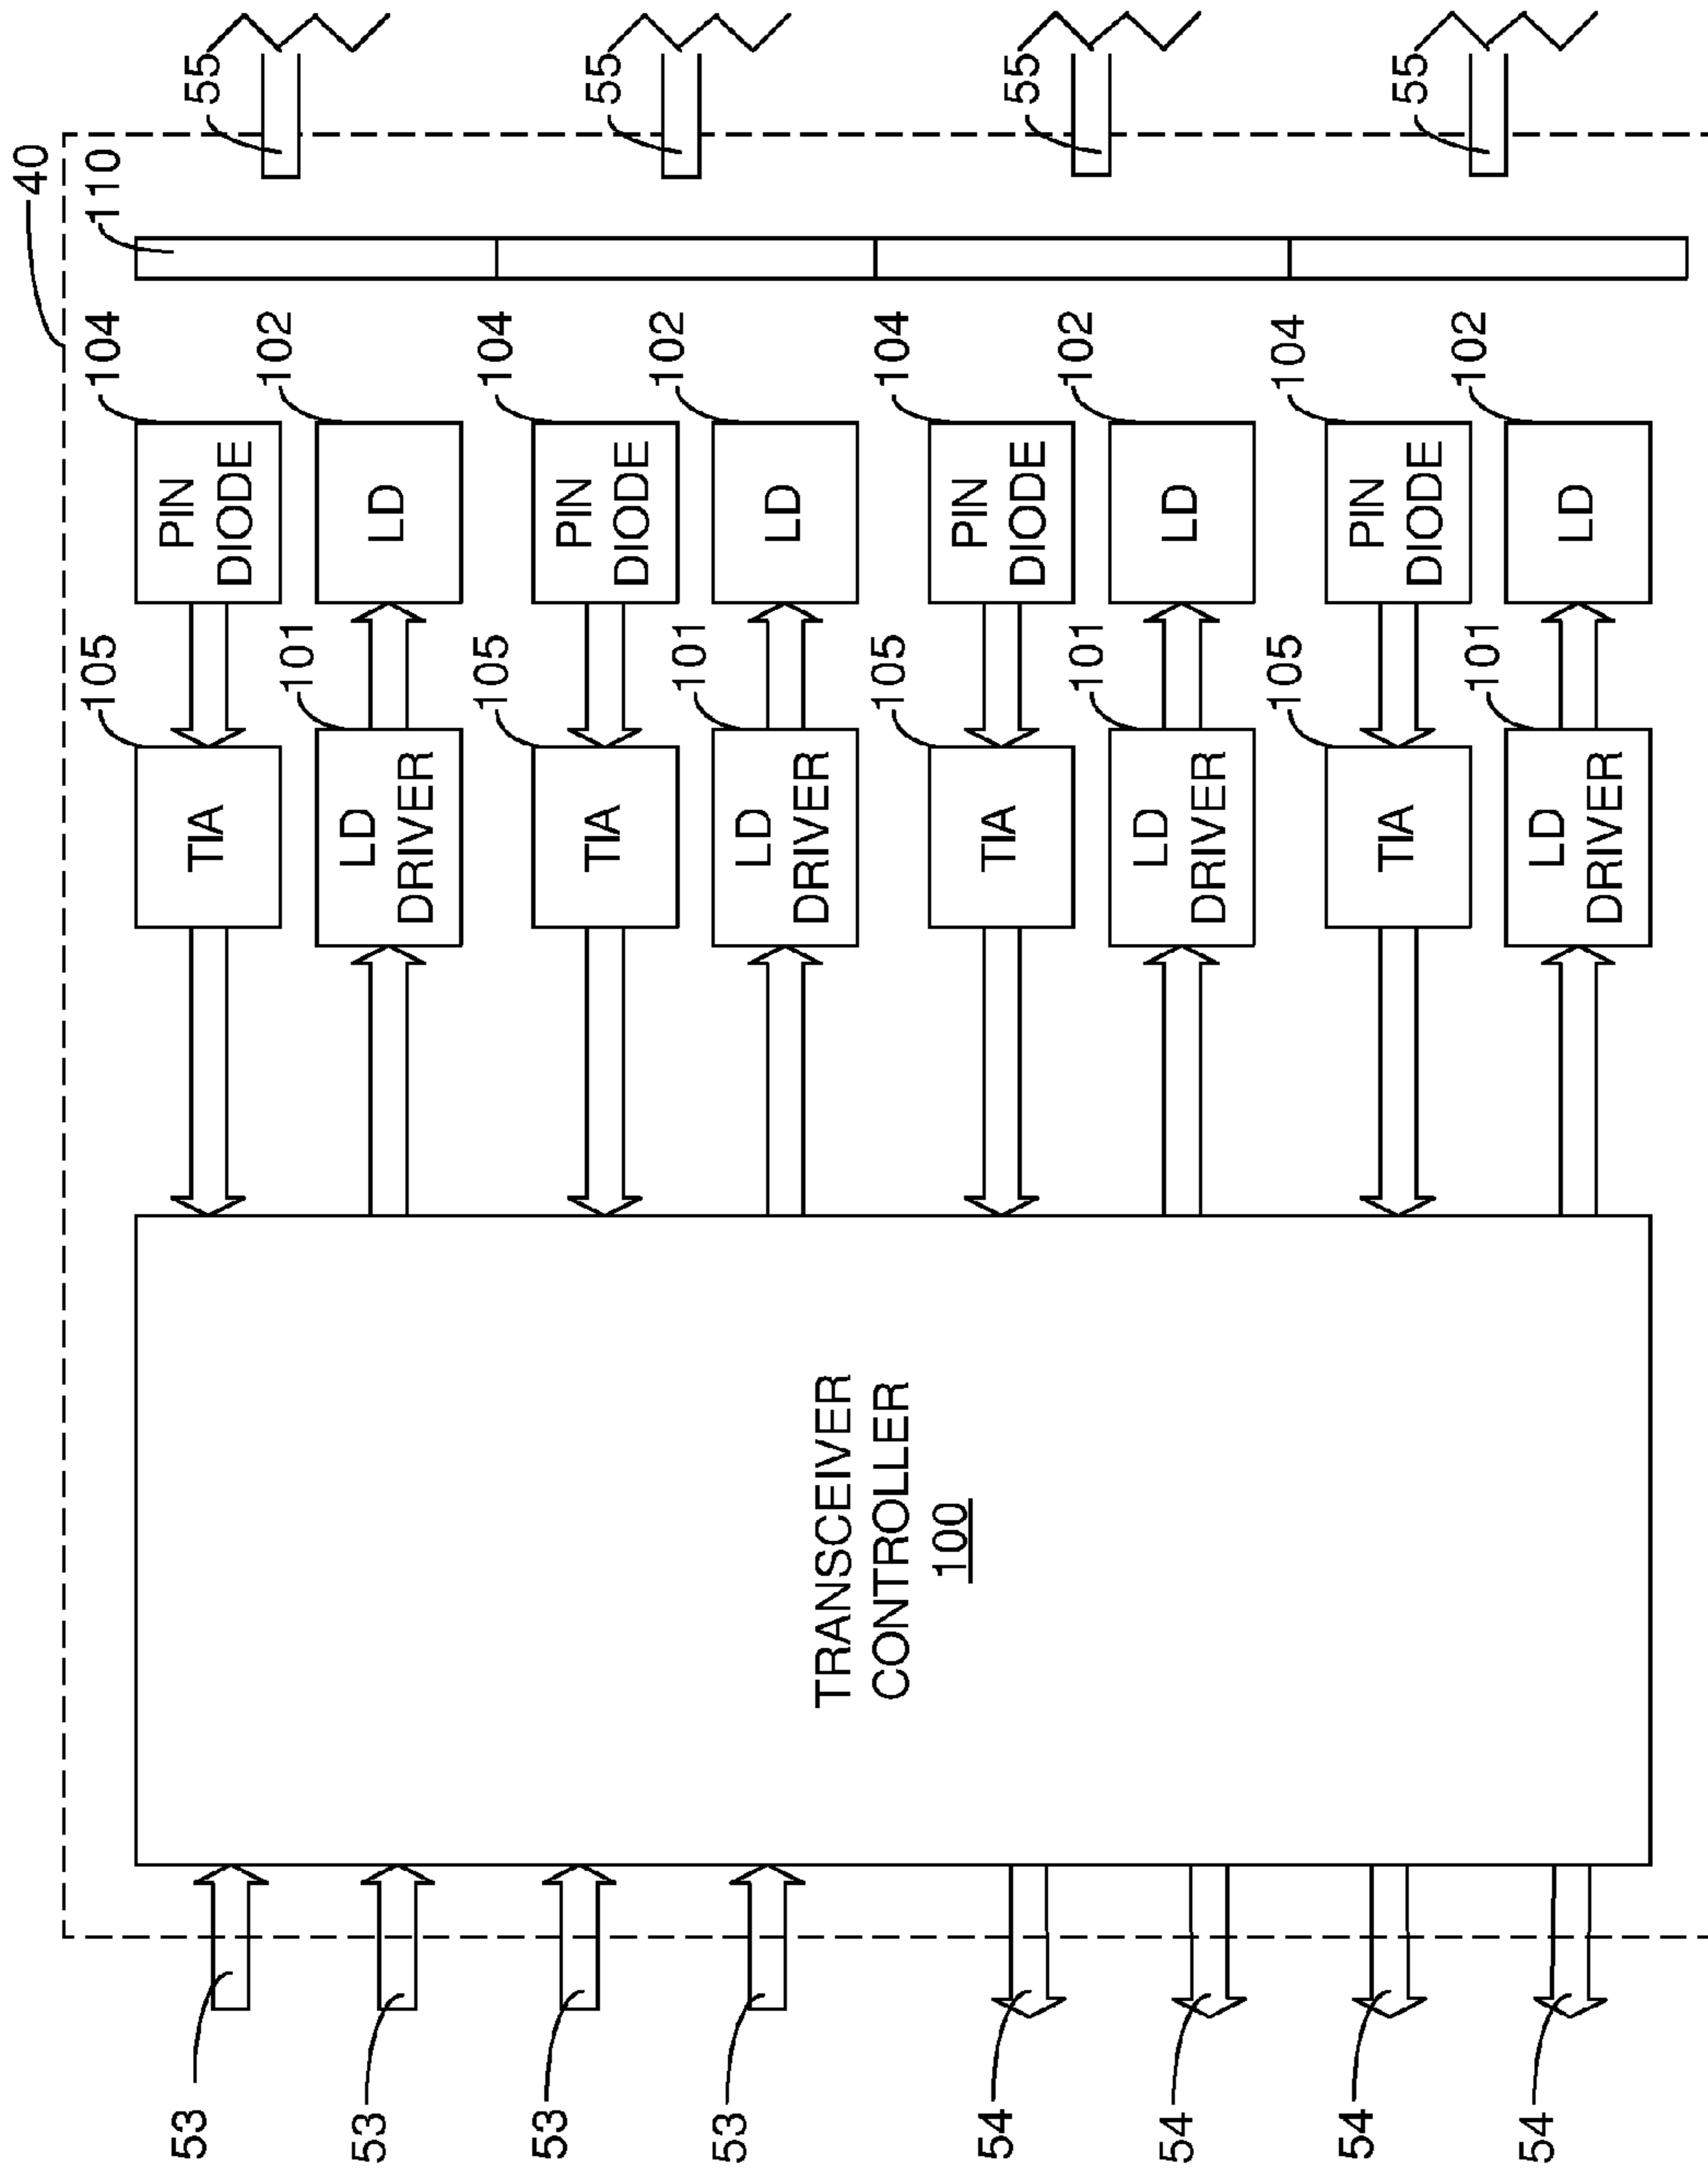 40
110
55
55
55
55
104
102
104
102
104
102
104
102
PIN
DIODE
LD
PIN
DIODE
LD
PIN
DIODE
LD
PIN
DIODE
LD
105
101
105
101
105
101
105
101
TIA
LD
DRIVER
TIA
LD
DRIVER
TIA
LD
DRIVER
TIA
LD
DRIVER
TRANSCEIVER
CONTROLLER
100
53
53
53
53
54
54
54
54